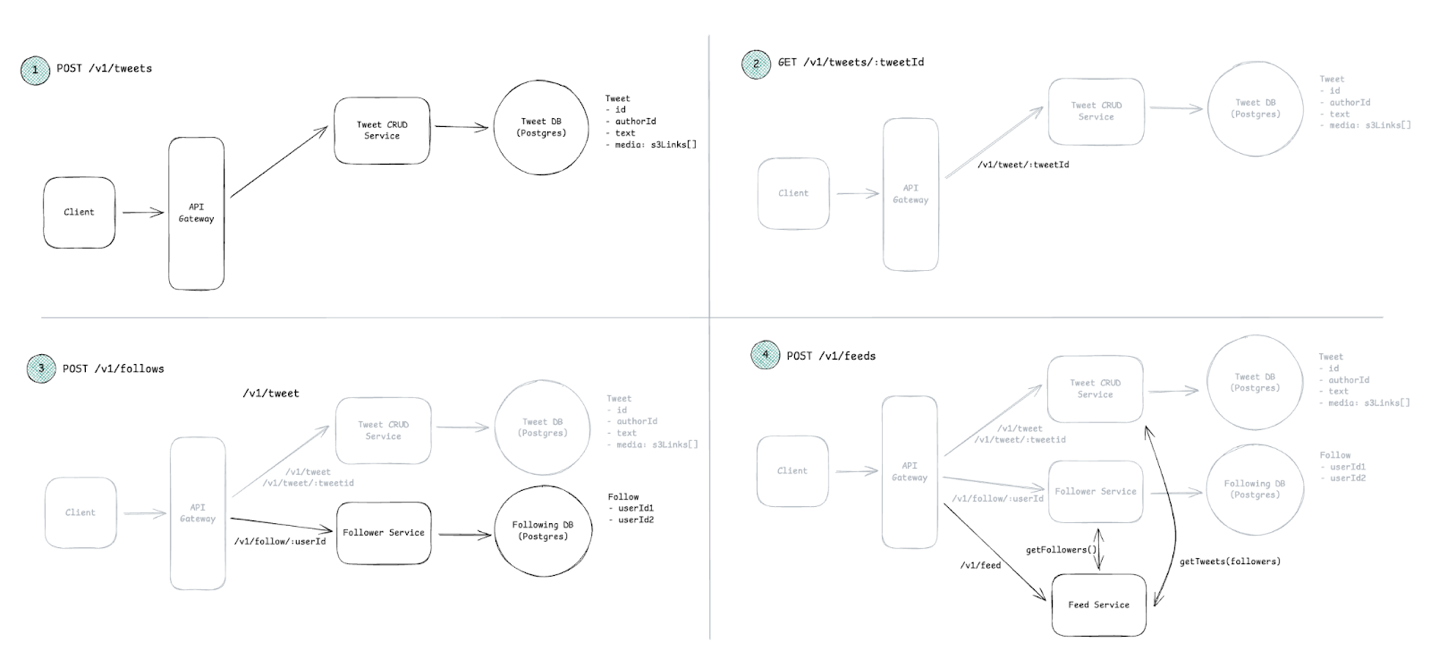 1
POST /v1/tweets
Client
API
Gateway
Tweet CRUD
Service
Tweet DB
(Postgres)
Tweet
- id
- authorId
- text
- media: s3Links[]
2
GET /v1/tweets/:tweetId
Client
API
Gateway
/v1/tweet/:tweetId
Tweet CRUD
Service
Tweet DB
(Postgres)
Tweet
- id
- authorId
- text
- media: s3Links[]
3
POST /v1/follows
/v1/tweet
Client
API
Gateway
/v1/tweet
/v1/tweet/:tweetid
Tweet CRUD
Service
Tweet DB
(Postgres)
Tweet
- id
- authorId
- text
- media: s3Links[]
/v1/follow/:userId
Follower Service
Following DB
(Postgres)
Follow
- userId1
- userId2
4
POST /v1/feeds
Client
API
Gateway
/v1/tweet
/v1/tweet/:tweetid
Tweet CRUD
Service
Tweet DB
(Postgres)
Tweet
- id
- authorId
- text
- media: s3Links[]
/v1/follow/:userId
Follower Service
Following DB
(Postgres)
Follow
- userId1
- userId2
getFollowers()
/v1/feed
getTweets(followers)
Feed Service